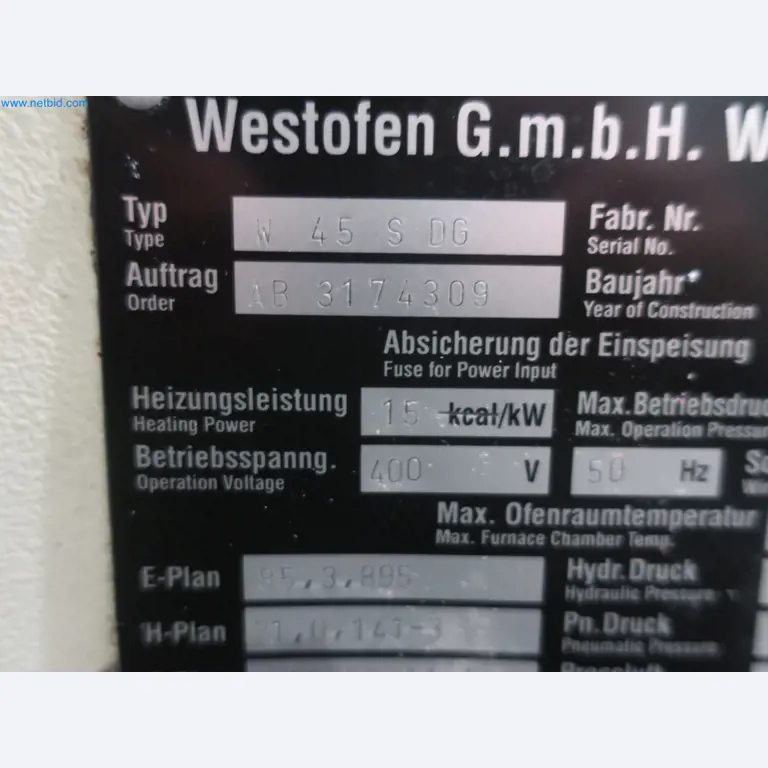 www.netbid.com
Westofen G.m.b.H.
Typ W 45 S DG Fabr. Nr.
Type Serial No.
Auftrag AB 3174309 Baujahr
Order Year of Construction
Absicherung der Einspeisung
Fuse for Power Input
Heizungsleistung 15 kcal/kW Max.Betriebsdruc
Heating Power Max. Operation Pressur
Betriebsspanng. 400 V 50 Hz
Operation Voltage
Max. Ofenraumtemperatur
Max. Furnace Chamber Temp.
E-Plan 95,3,895 Hydr.Druck
Hydraulic Pressure
H-Plan Pn.Druck
Pneumatic Pressure